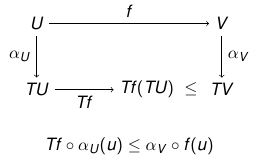 U f V
α_U α_V
TU Tf Tf(TU) ≤ TV
Tf ∘ α_U(u) ≤ α_V ∘ f(u)